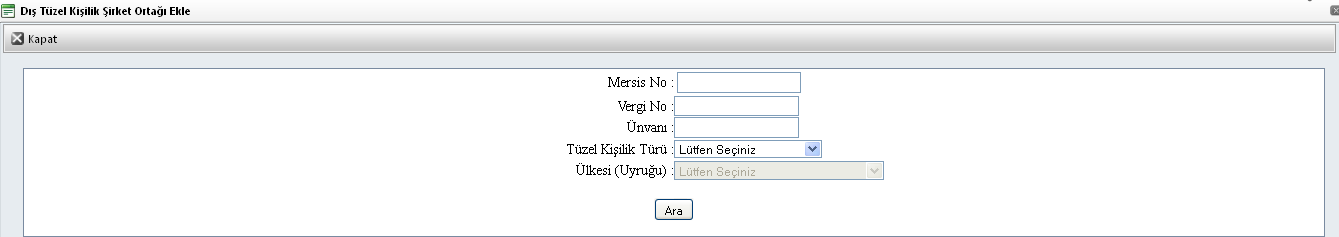 Dış Tüzel Kişilik Şirket Ortağı Ekle
Kapat
Mersis No :
Vergi No :
Ünvanı :
Tüzel Kişilik Türü : Lütfen Seçiniz
Ülkesi (Uyruğu) : Lütfen Seçiniz
Ara